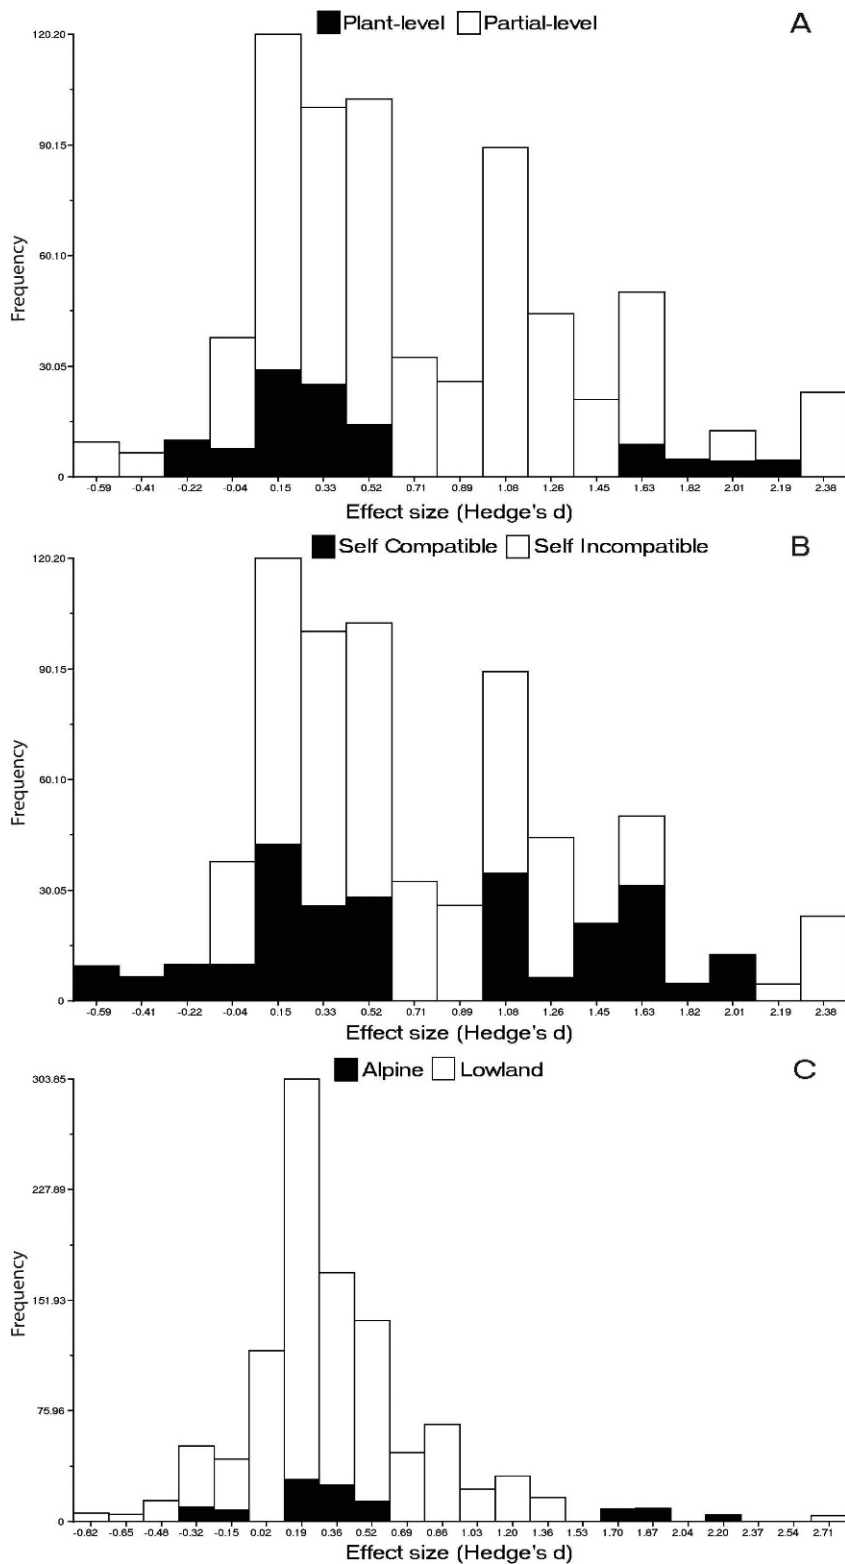 Plant-level Partial-level A
120.20
90.15
60.10
30.05
0
Frequency
-0.59 -0.41 -0.22 -0.04 0.15 0.33 0.52 0.71 0.89 1.08 1.26 1.45 1.63 1.82 2.01 2.19 2.38
Effect size (Hedge's d)
Self Compatible Self Incompatible B
120.20
90.15
60.10
30.05
0
Frequency
-0.59 -0.41 -0.22 -0.04 0.15 0.33 0.52 0.71 0.89 1.08 1.26 1.45 1.63 1.82 2.01 2.19 2.38
Effect size (Hedge's d)
Alpine Lowland C
303.85
227.89
151.93
75.96
0
Frequency
-0.82 -0.65 -0.48 -0.32 -0.15 0.02 0.19 0.36 0.52 0.69 0.86 1.03 1.20 1.36 1.53 1.70 1.87 2.04 2.20 2.37 2.54 2.71
Effect size (Hedge's d)